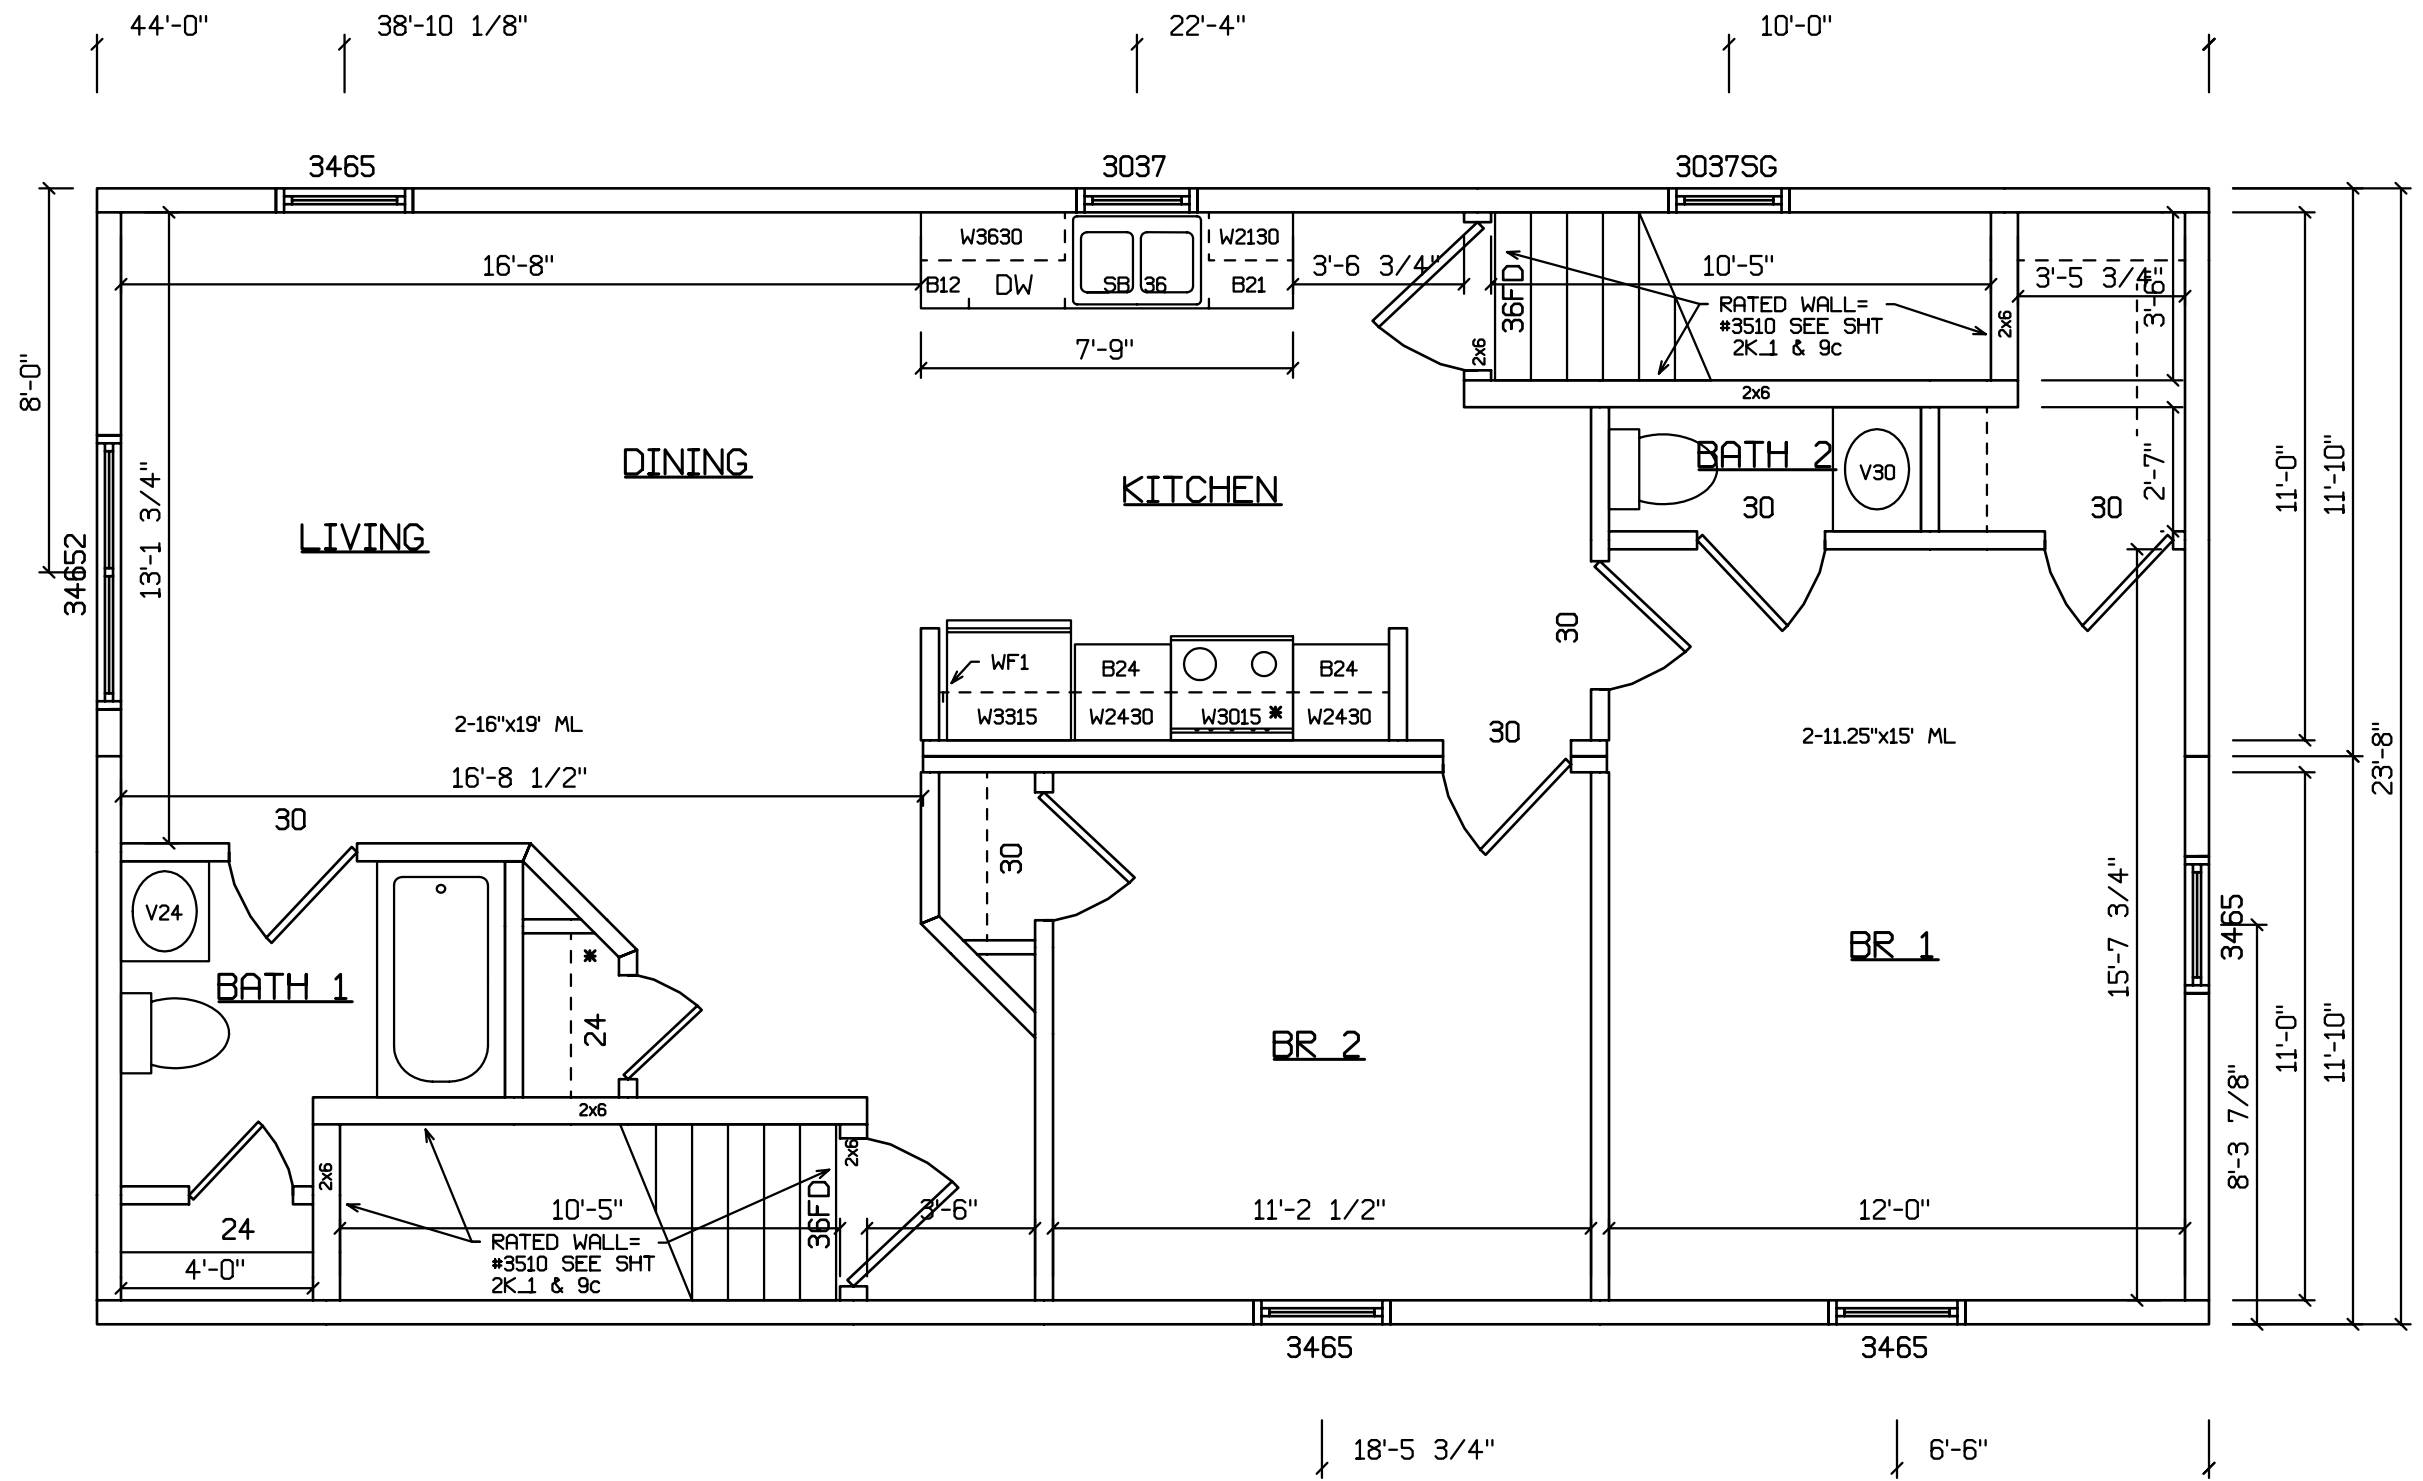 44'-0"
38'-10 1/8"
22'-4"
10'-0"
3465
3037
3037SG
W3630
W2130
16'-8"
B12
DW
SB 36
B21
3'-6 3/4"
36FD
10'-5"
3'-5 3/4"
3'-6"
RATED WALL=
#3510 SEE SHT
2K_1 & 9c
2x6
2x6
2x6
7'-9"
8'-0"
13'-1 3/4"
34652
DINING
KITCHEN
LIVING
BATH 2
V30
30
30
2'-7"
11'-0"
11'-10"
23'-8"
30
WF1
B24
B24
W3315
W2430
W3015 *
W2430
30
2-16"x19' ML
2-11.25"x15' ML
16'-8 1/2"
30
30
V24
BATH 1
*
24
BR 1
BR 2
15'-7 3/4"
3465
8'-3 7/8"
11'-0"
11'-10"
2x6
2x6
2x6
36FD
10'-5"
3'-6"
11'-2 1/2"
12'-0"
24
4'-0"
RATED WALL=
#3510 SEE SHT
2K_1 & 9c
3465
3465
18'-5 3/4"
6'-6"